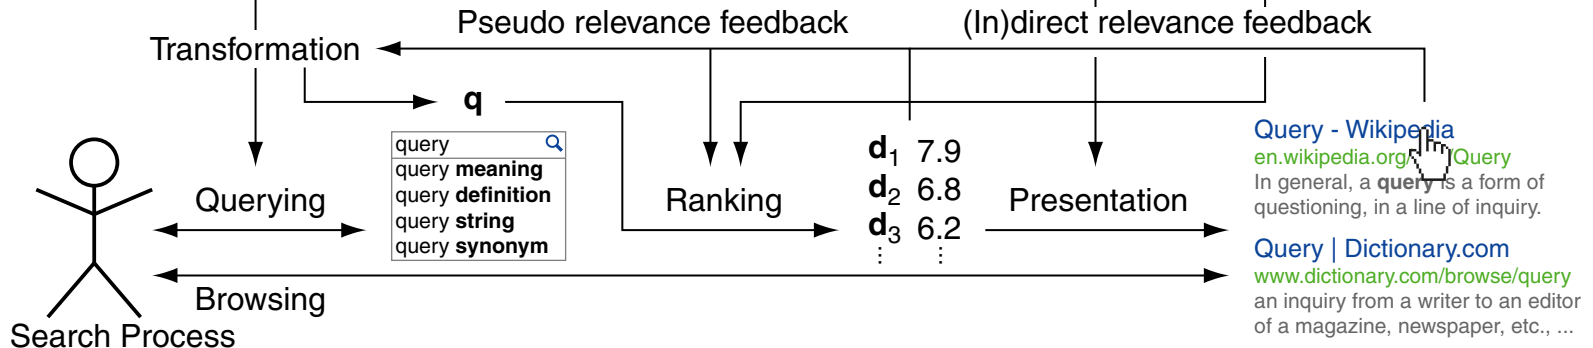 Pseudo relevance feedback
(In)direct relevance feedback
Transformation
q
query
query meaning
query definition
query string
query synonym
Querying
Ranking
d1 7.9
d2 6.8
d3 6.2
⋮ ⋮
Presentation
Query - Wikipedia
en.wikipedia.org/ /Query
In general, a query is a form of
questioning, in a line of inquiry.
Query | Dictionary.com
www.dictionary.com/browse/query
an inquiry from a writer to an editor
of a magazine, newspaper, etc., ...
Browsing
Search Process